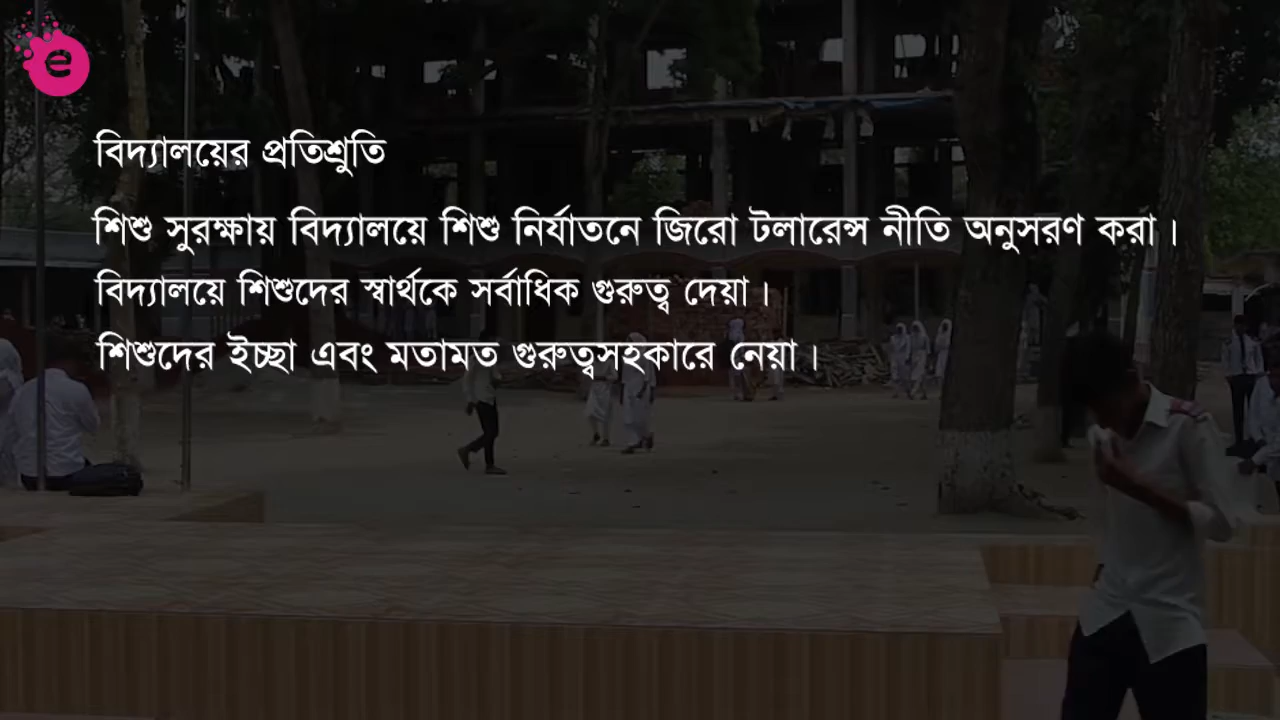 e
বিদ্যালয়ের প্রতিশ্রুতি
শিশু সুরক্ষায় বিদ্যালয়ে শিশু নির্যাতনে জিরো টলারেন্স নীতি অনুসরণ করা।
বিদ্যালয়ে শিশুদের স্বার্থকে সর্বাধিক গুরুত্ব দেয়া।
শিশুদের ইচ্ছা এবং মতামত গুরুত্বসহকারে নেয়া।